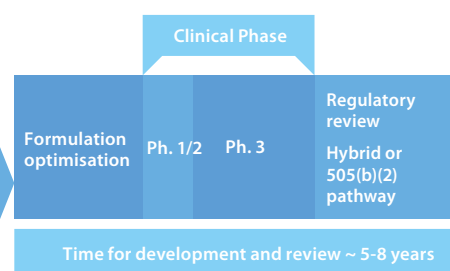 Clinical Phase
Formulation
optimisation
Ph. 1/2
Ph. 3
Regulatory
review
Hybrid or
505(b)(2)
pathway
Time for development and review ~ 5-8 years